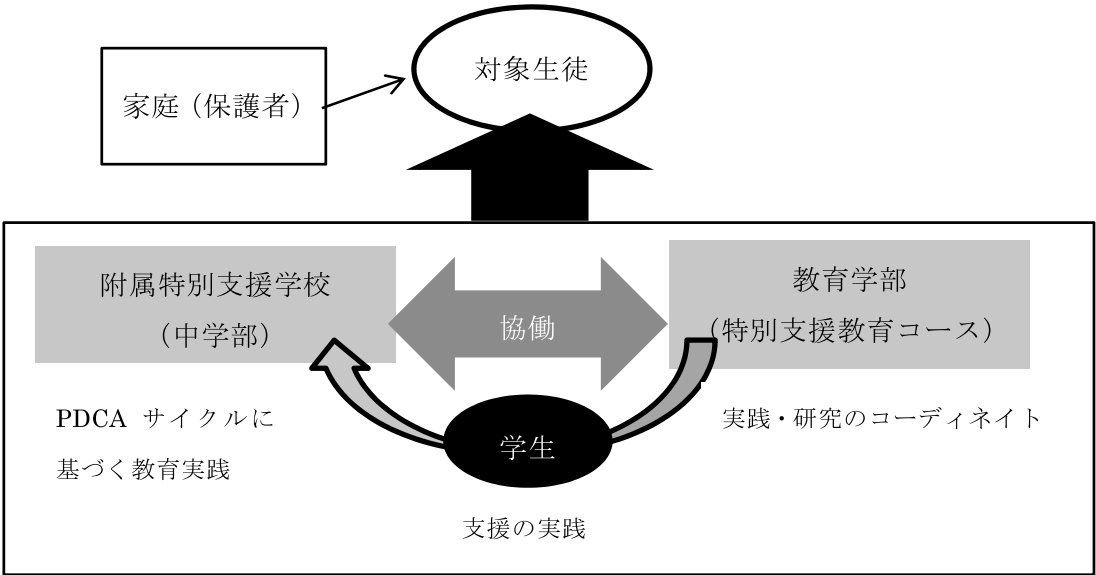 対象生徒
家庭（保護者）
附属特別支援学校
（中学部）
協働
教育学部
（特別支援教育コース）
PDCA サイクルに
基づく教育実践
学生
実践・研究のコーディネイト
支援の実践